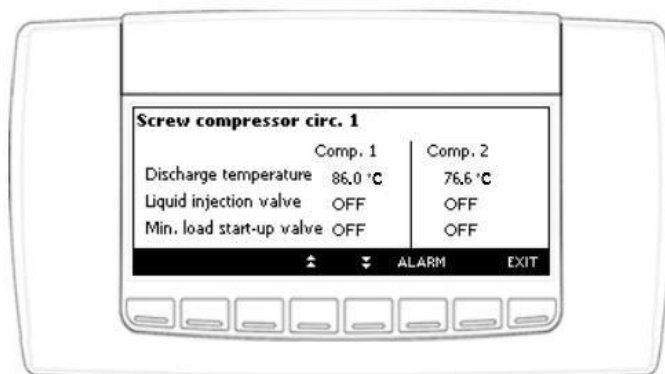 Screw compressor circ. 1
Comp. 1 Comp. 2
Discharge temperature 86.0 °C 76.6 °C
Liquid injection valve OFF OFF
Min. load start-up valve OFF OFF
ALARM EXIT